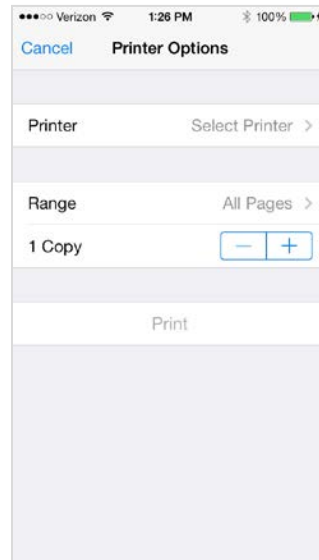 Verizon 1:26 PM 100%
Cancel Printer Options
Printer Select Printer >
Range All Pages >
1 Copy − +
Print